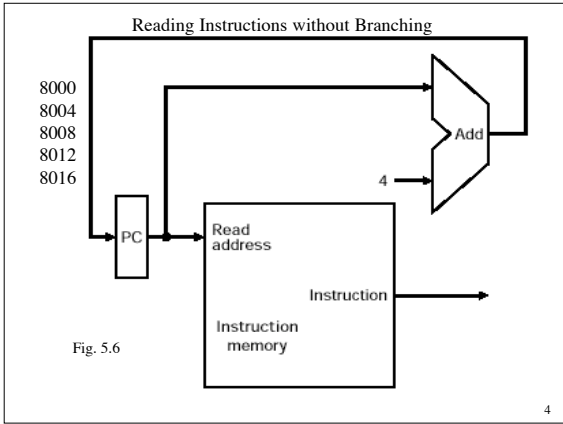 Reading Instructions without Branching
8000
8004
8008
8012
8016
Add
4
PC
Read
address
Instruction
Instruction
memory
Fig. 5.6
4